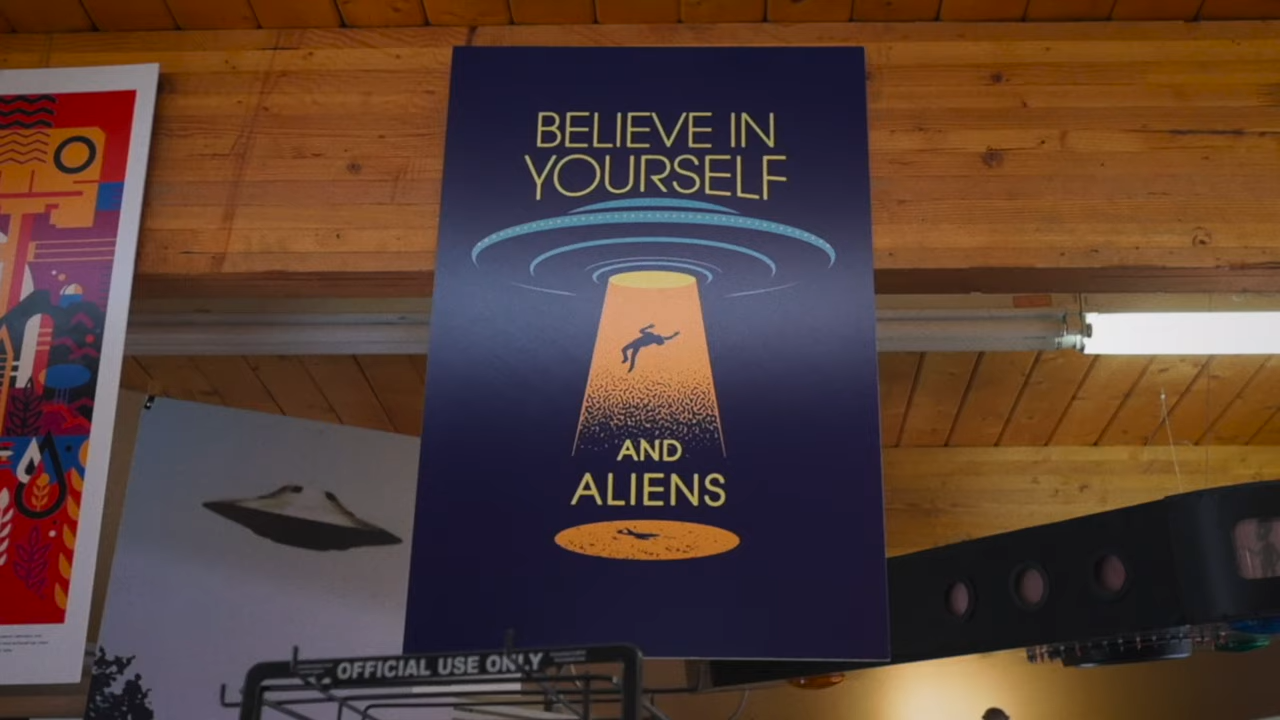 BELIEVE IN
YOURSELF
AND
ALIENS
OFFICIAL USE ONLY